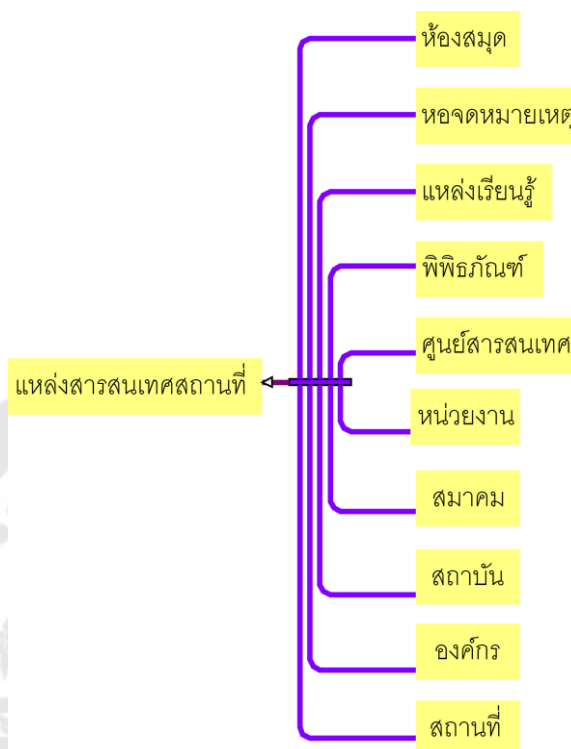 ห้องสมุด
หอจดหมายเหตุ
แหล่งเรียนรู้
พิพิธภัณฑ์
ศูนย์สารสนเทศ
แหล่งสารสนเทศสถานที่
หน่วยงาน
สมาคม
สถาบัน
องค์กร
สถานที่